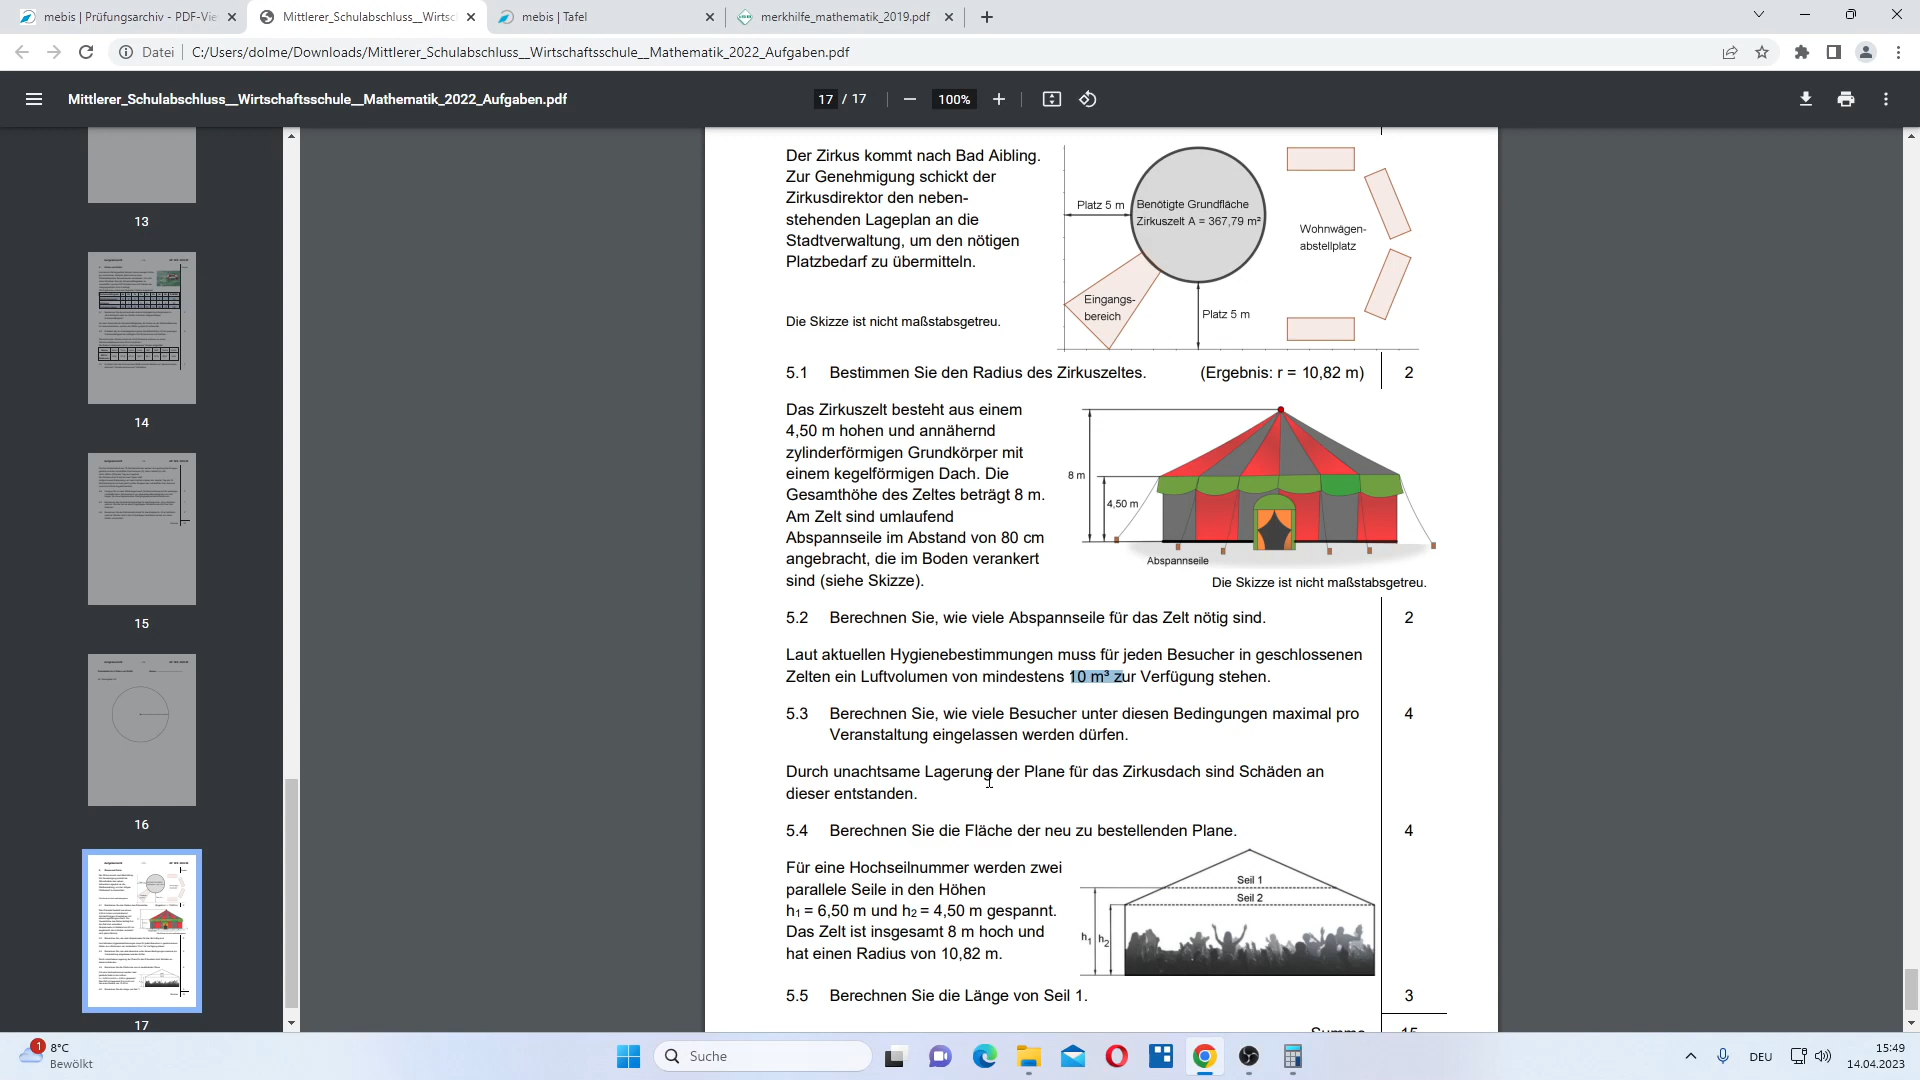 mebis | Prüfungsarchiv - PDF-Vie
Mittlerer_Schulabschluss__Wirtsc
mebis | Tafel
merkhilfe_mathematik_2019.pdf
Datei
C:/Users/dolme/Downloads/Mittlerer_Schulabschluss__Wirtschaftsschule__Mathematik_2022_Aufgaben.pdf
Mittlerer_Schulabschluss__Wirtschaftsschule__Mathematik_2022_Aufgaben.pdf
17 / 17
100%
13
14
15
16
17
Der Zirkus kommt nach Bad Aibling.
Zur Genehmigung schickt der
Zirkusdirektor den neben-
stehenden Lageplan an die
Stadtverwaltung, um den nötigen
Platzbedarf zu übermitteln.
Die Skizze ist nicht maßstabsgetreu.
Platz 5 m
Benötigte Grundfläche
Zirkuszelt A = 367,79 m²
Wohnwägen-
abstellplatz
Eingangs-
bereich
Platz 5 m
5.1 Bestimmen Sie den Radius des Zirkuszeltes. (Ergebnis: r = 10,82 m) 2
Das Zirkuszelt besteht aus einem
4,50 m hohen und annähernd
zylinderförmigen Grundkörper mit
einem kegelförmigen Dach. Die
Gesamthöhe des Zeltes beträgt 8 m.
Am Zelt sind umlaufend
Abspannseile im Abstand von 80 cm
angebracht, die im Boden verankert
sind (siehe Skizze).
8 m
4,50 m
Abspannseile
Die Skizze ist nicht maßstabsgetreu.
5.2 Berechnen Sie, wie viele Abspannseile für das Zelt nötig sind. 2
Laut aktuellen Hygienebestimmungen muss für jeden Besucher in geschlossenen
Zelten ein Luftvolumen von mindestens 10 m³ zur Verfügung stehen.
5.3 Berechnen Sie, wie viele Besucher unter diesen Bedingungen maximal pro 4
Veranstaltung eingelassen werden dürfen.
Durch unachtsame Lagerung der Plane für das Zirkusdach sind Schäden an
dieser entstanden.
5.4 Berechnen Sie die Fläche der neu zu bestellenden Plane. 4
Für eine Hochseilnummer werden zwei
parallele Seile in den Höhen
h₁ = 6,50 m und h₂ = 4,50 m gespannt.
Das Zelt ist insgesamt 8 m hoch und
hat einen Radius von 10,82 m.
Seil 1
Seil 2
h₁
h₂
5.5 Berechnen Sie die Länge von Seil 1. 3
Summe 15
1
8°C
Bewölkt
Suche
DEU
15:49
14.04.2023